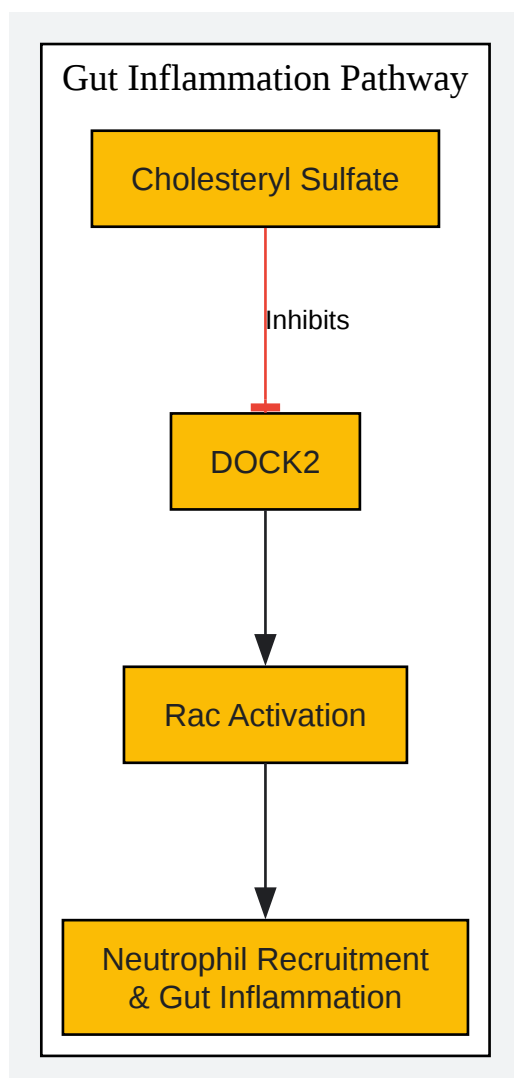 Gut Inflammation Pathway
Cholesteryl Sulfate
Inhibits
DOCK2
Rac Activation
Neutrophil Recruitment
& Gut Inflammation